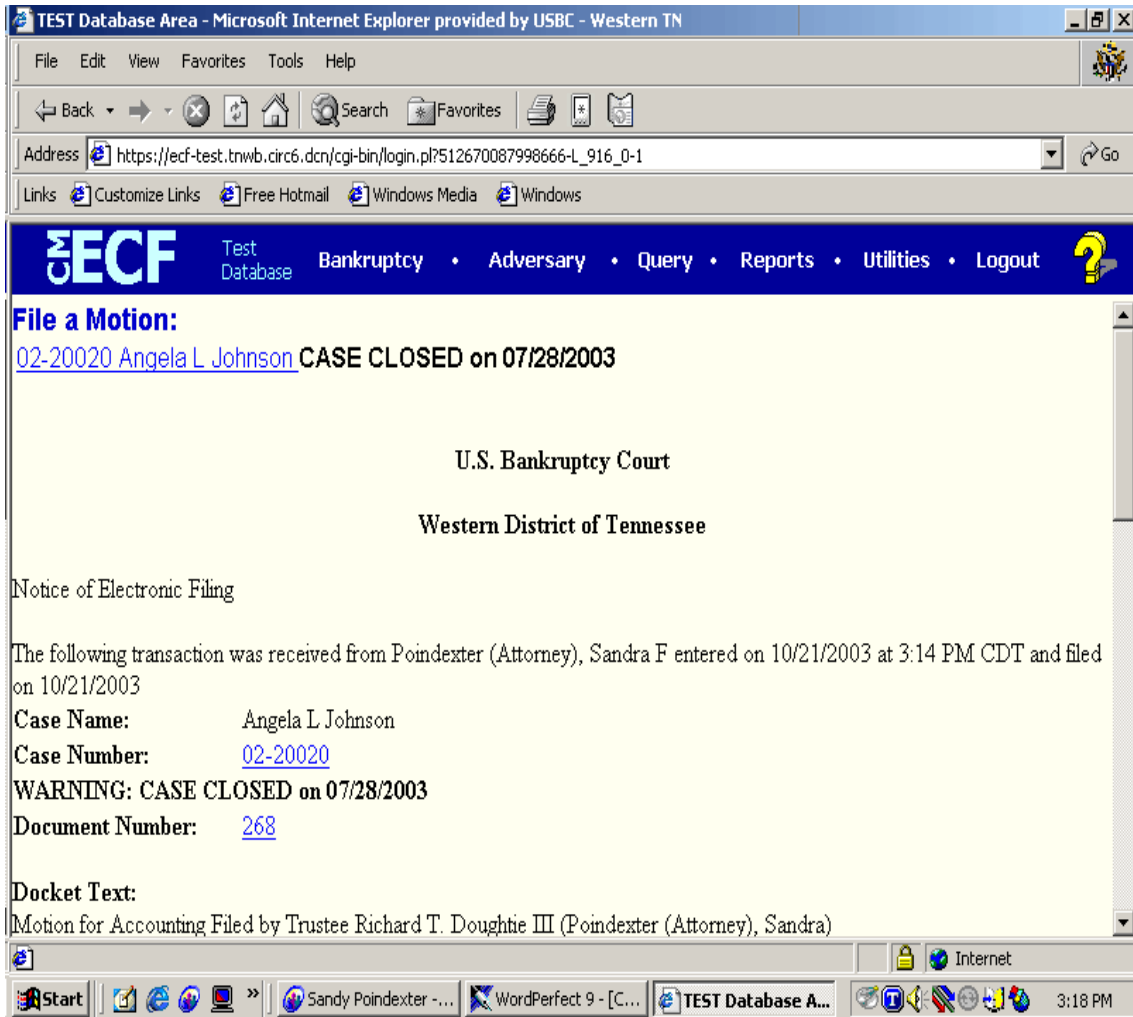 TEST Database Area - Microsoft Internet Explorer provided by USBC - Western TN
File Edit View Favorites Tools Help
Back Search Favorites
Address https://ecf-test.tnwb.circ6.dcn/cgi-bin/login.pl?512670087998666-L_916_0-1 Go
Links Customize Links Free Hotmail Windows Media Windows
CM ECF Test Database Bankruptcy • Adversary • Query • Reports • Utilities • Logout ?
File a Motion:
02-20020 Angela L Johnson CASE CLOSED on 07/28/2003
U.S. Bankruptcy Court
Western District of Tennessee
Notice of Electronic Filing
The following transaction was received from Poindexter (Attorney), Sandra F entered on 10/21/2003 at 3:14 PM CDT and filed
on 10/21/2003
Case Name: Angela L Johnson
Case Number: 02-20020
WARNING: CASE CLOSED on 07/28/2003
Document Number: 268
Docket Text:
Motion for Accounting Filed by Trustee Richard T. Doughtie III (Poindexter (Attorney), Sandra)
Internet
Start » Sandy Poindexter -... WordPerfect 9 - [C... TEST Database A... 3:18 PM